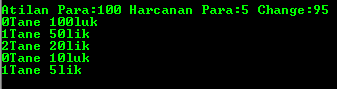 Atilan Para:100 Harcanan Para:5 Change:95
0Tane 100luk
1Tane 50lik
2Tane 20lik
0Tane 10luk
1Tane 5lik